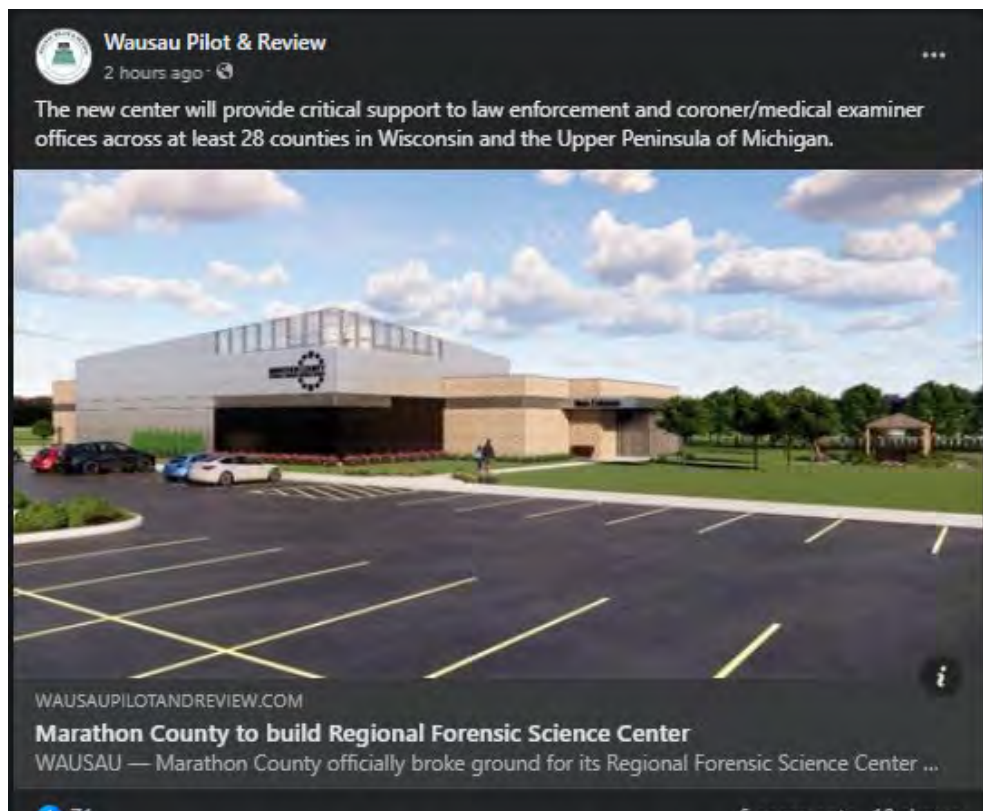 Wausau Pilot & Review
2 hours ago ·
The new center will provide critical support to law enforcement and coroner/medical examiner
offices across at least 28 counties in Wisconsin and the Upper Peninsula of Michigan.
WAUSAUPILOTANDREVIEW.COM
Marathon County to build Regional Forensic Science Center
WAUSAU — Marathon County officially broke ground for its Regional Forensic Science Center ...